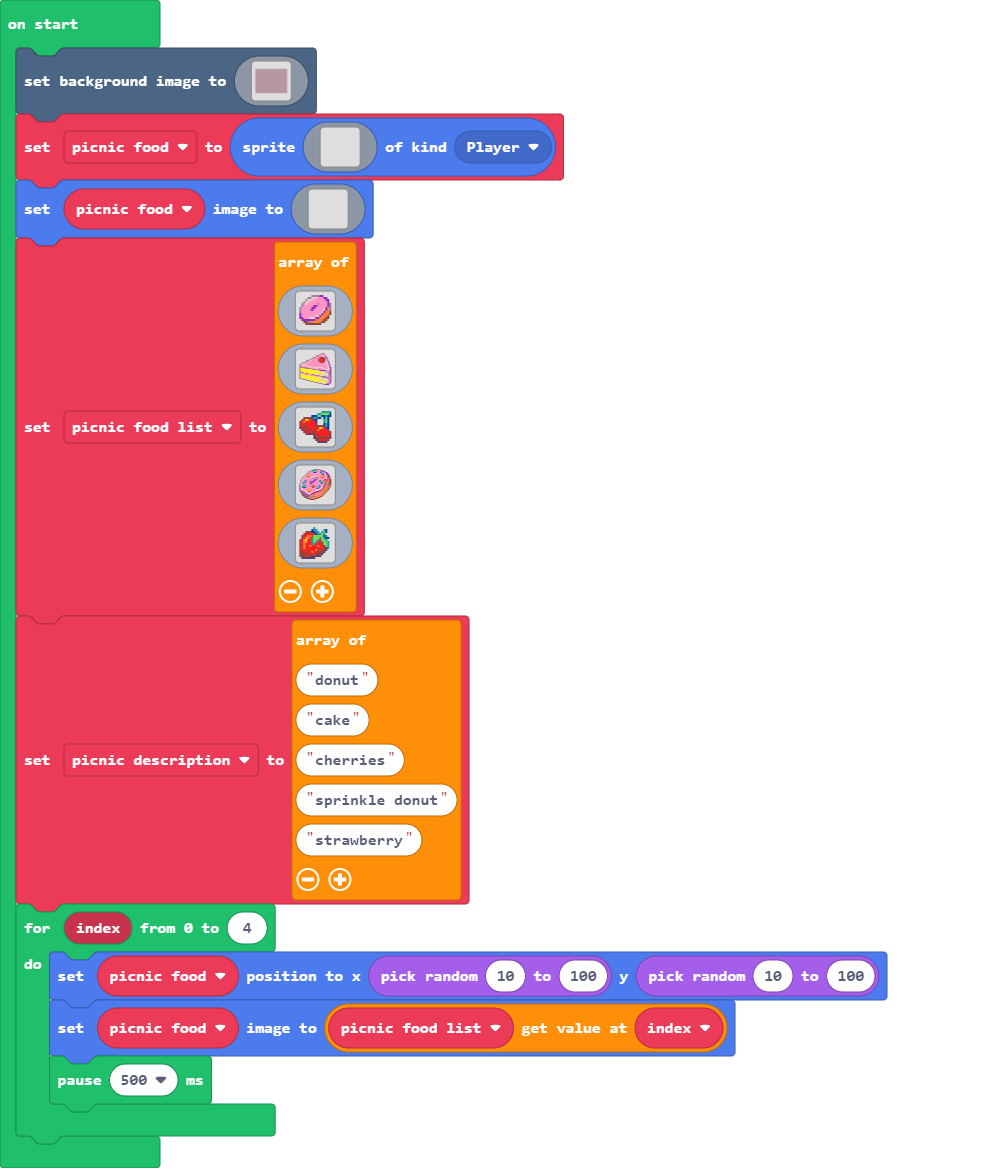 on start
set background image to
set picnic food to sprite of kind Player
set picnic food image to
array of
set picnic food list to
array of
"donut"
"cake"
set picnic description to "cherries"
"sprinkle donut"
"strawberry"
for index from 0 to 4
do
set picnic food position to x pick random 10 to 100 y pick random 10 to 100
set picnic food image to picnic food list get value at index
pause 500 ms